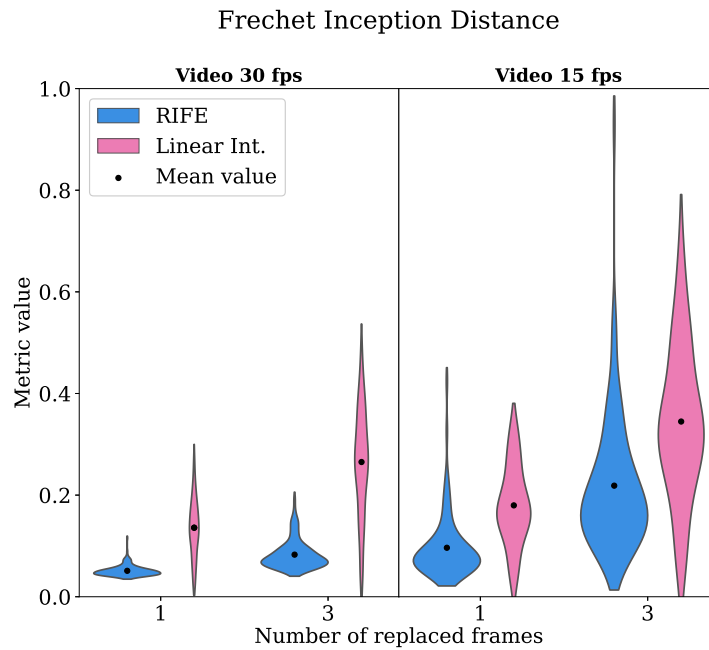 Frechet Inception Distance
Video 30 fps
Video 15 fps
RIFE
Linear Int.
Mean value
Metric value
1.0
0.8
0.6
0.4
0.2
0.0
1
3
1
3
Number of replaced frames